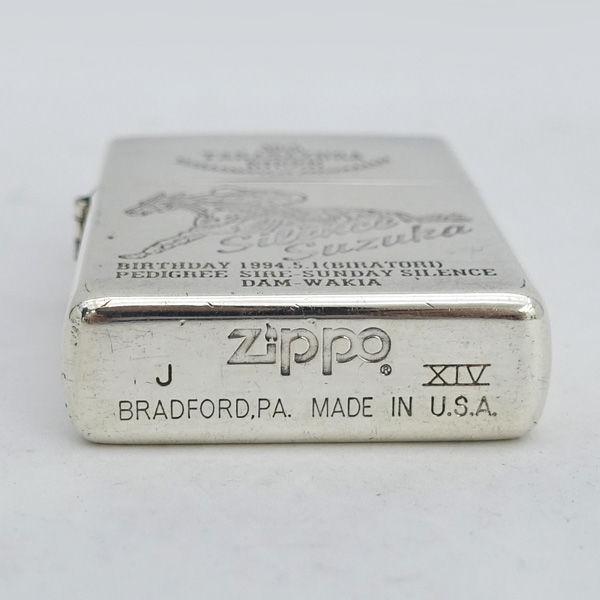 TAKARAZUKA
Silence
Suzuka
BIRTHDAY 1994.5.1(BIRATORI)
PEDIGREE SIRE-SUNDAY SILENCE
DAM-WAKIA
zippo®
J XIV
BRADFORD,PA. MADE IN U.S.A.